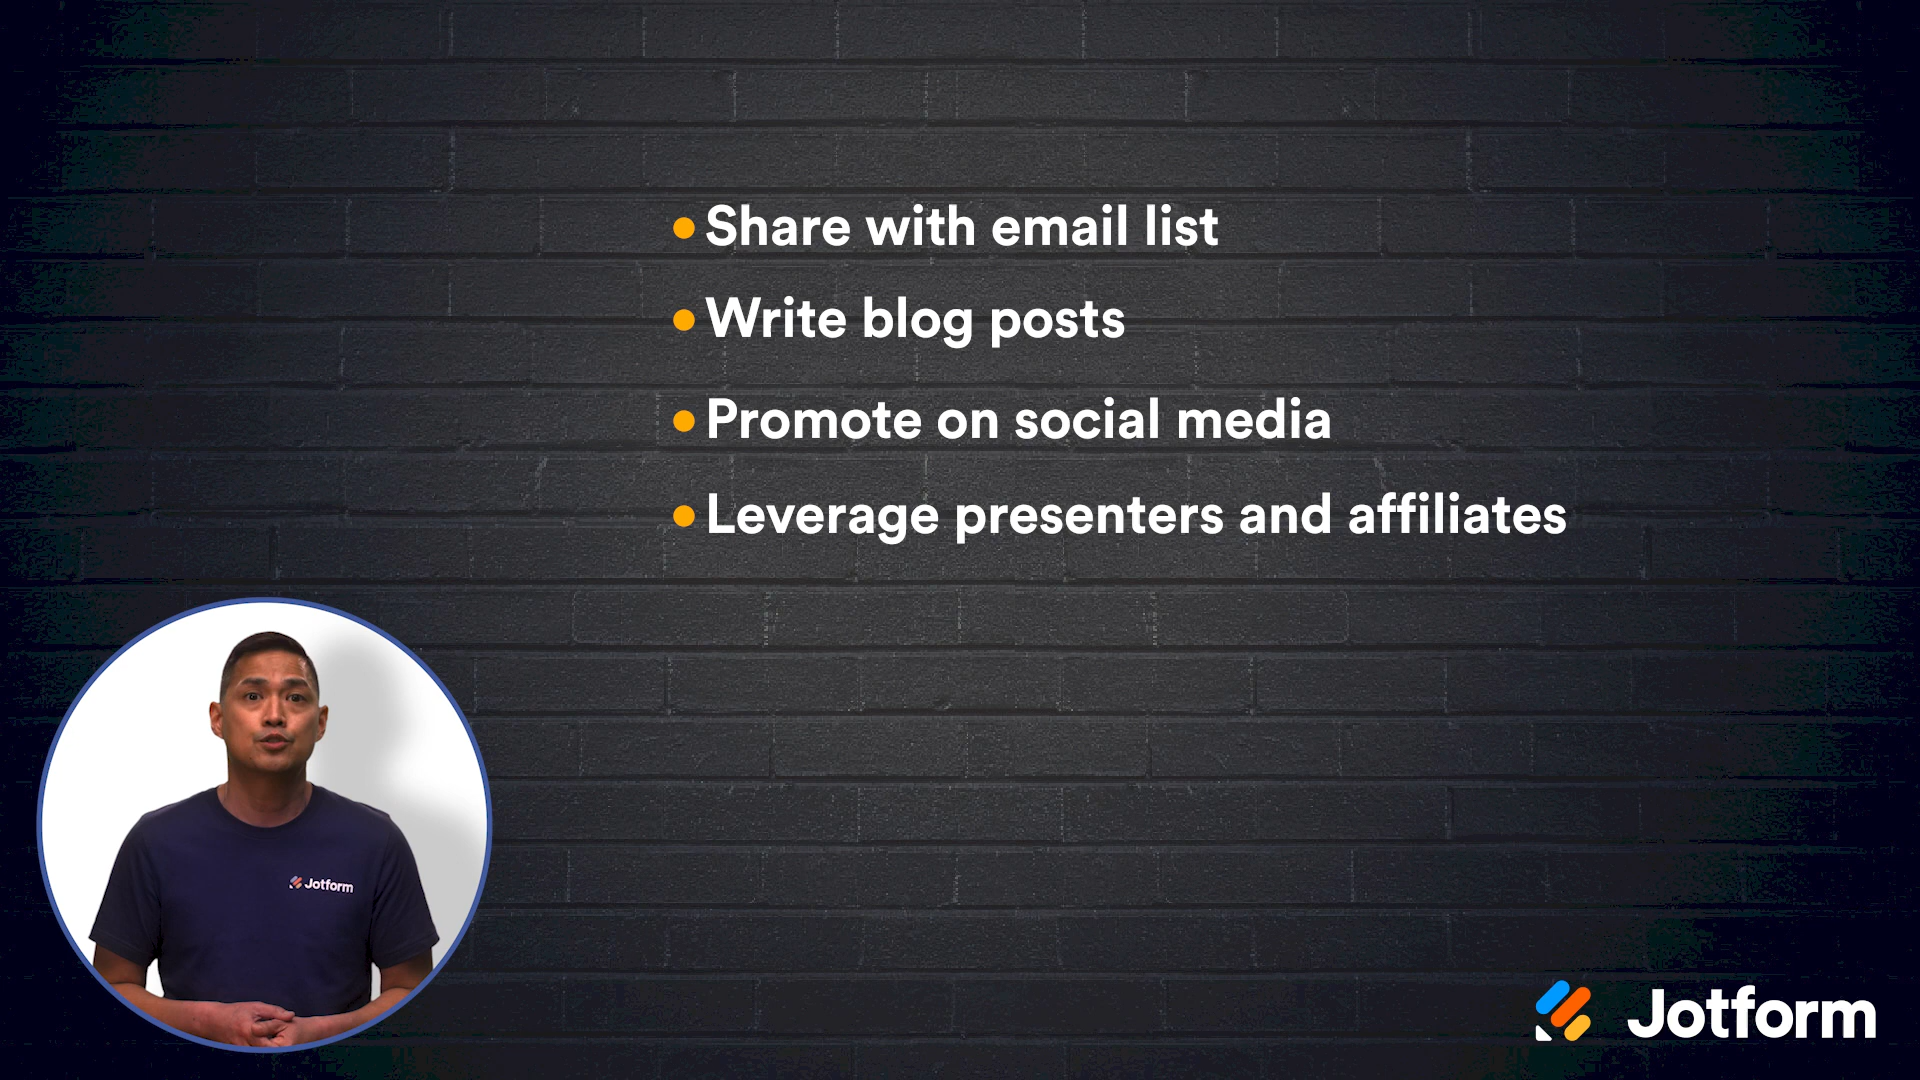 • Share with email list
• Write blog posts
• Promote on social media
• Leverage presenters and affiliates
Jotform
Jotform